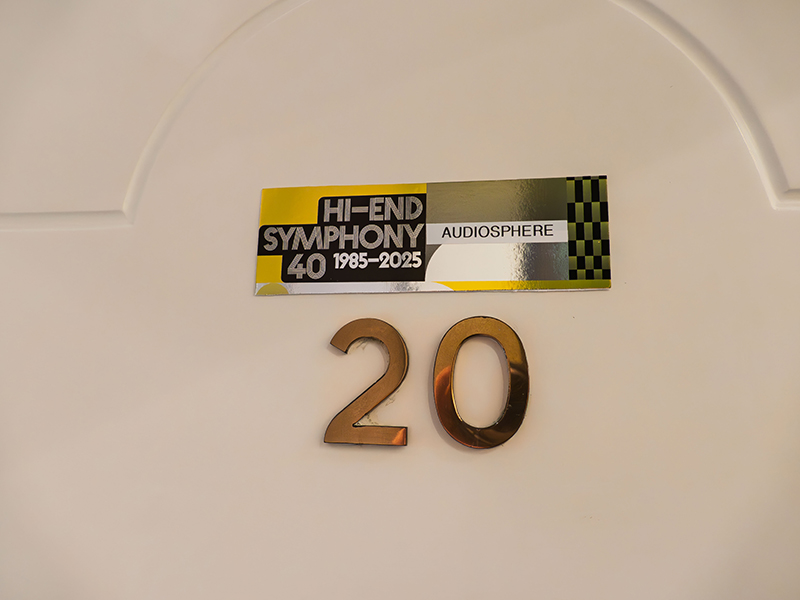 HI-END
SYMPHONY
40 1985-2025
AUDIOSPHERE
20